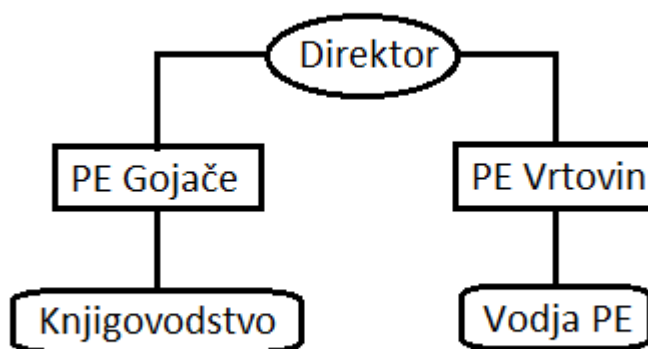 Direktor
PE Gojače
PE Vrtovin
Knjigovodstvo
Vodja PE